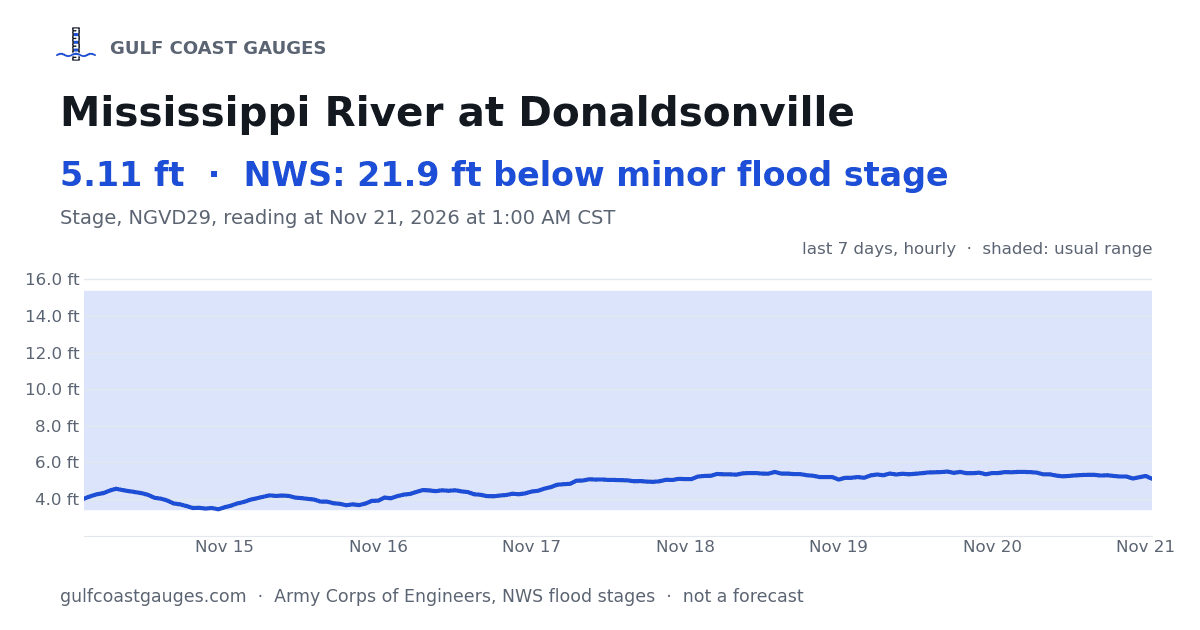 GULF COAST GAUGES
Mississippi River at Donaldsonville
5.11 ft · NWS: 21.9 ft below minor flood stage
Stage, NGVD29, reading at Nov 21, 2026 at 1:00 AM CST
last 7 days, hourly · shaded: usual range
16.0 ft
14.0 ft
12.0 ft
10.0 ft
8.0 ft
6.0 ft
4.0 ft
Nov 15 Nov 16 Nov 17 Nov 18 Nov 19 Nov 20 Nov 21
gulfcoastgauges.com · Army Corps of Engineers, NWS flood stages · not a forecast